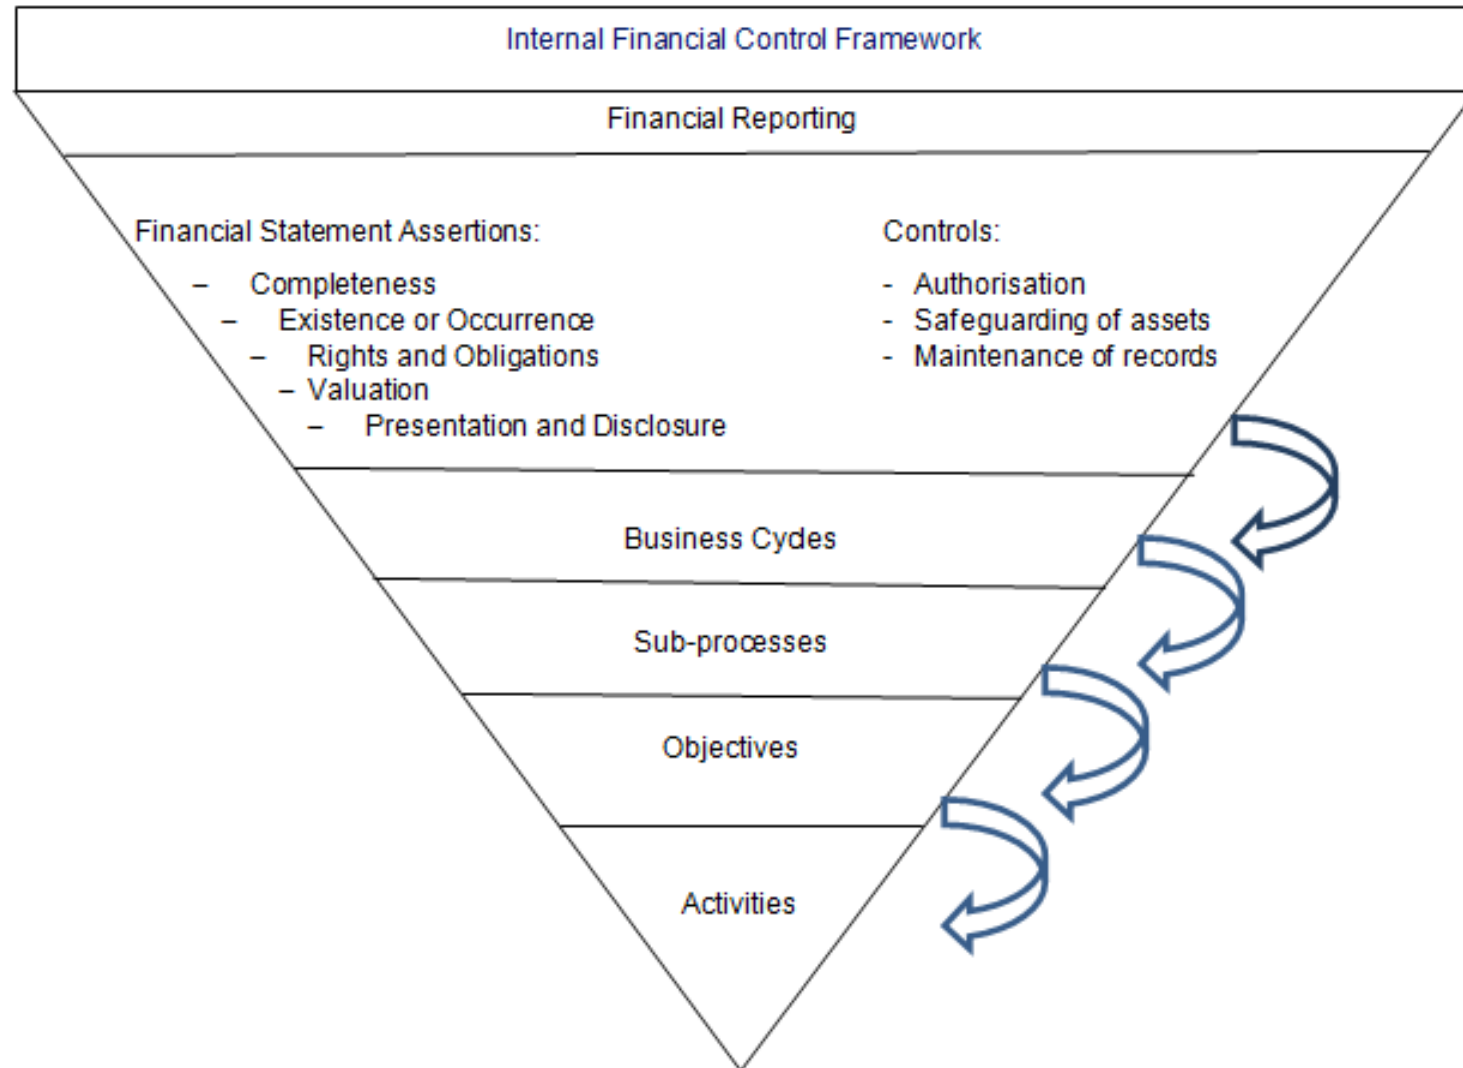 Internal Financial Control Framework
Financial Reporting
Financial Statement Assertions:
– Completeness
– Existence or Occurrence
– Rights and Obligations
– Valuation
– Presentation and Disclosure
Controls:
- Authorisation
- Safeguarding of assets
- Maintenance of records
Business Cycles
Sub-processes
Objectives
Activities